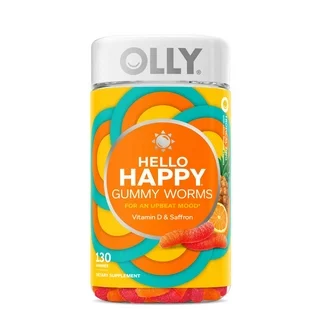 OLLY.
HELLO
HAPPY
GUMMY WORMS
FOR AN UPBEAT MOOD*
Vitamin D & Saffron
130
DIETARY SUPPLEMENT